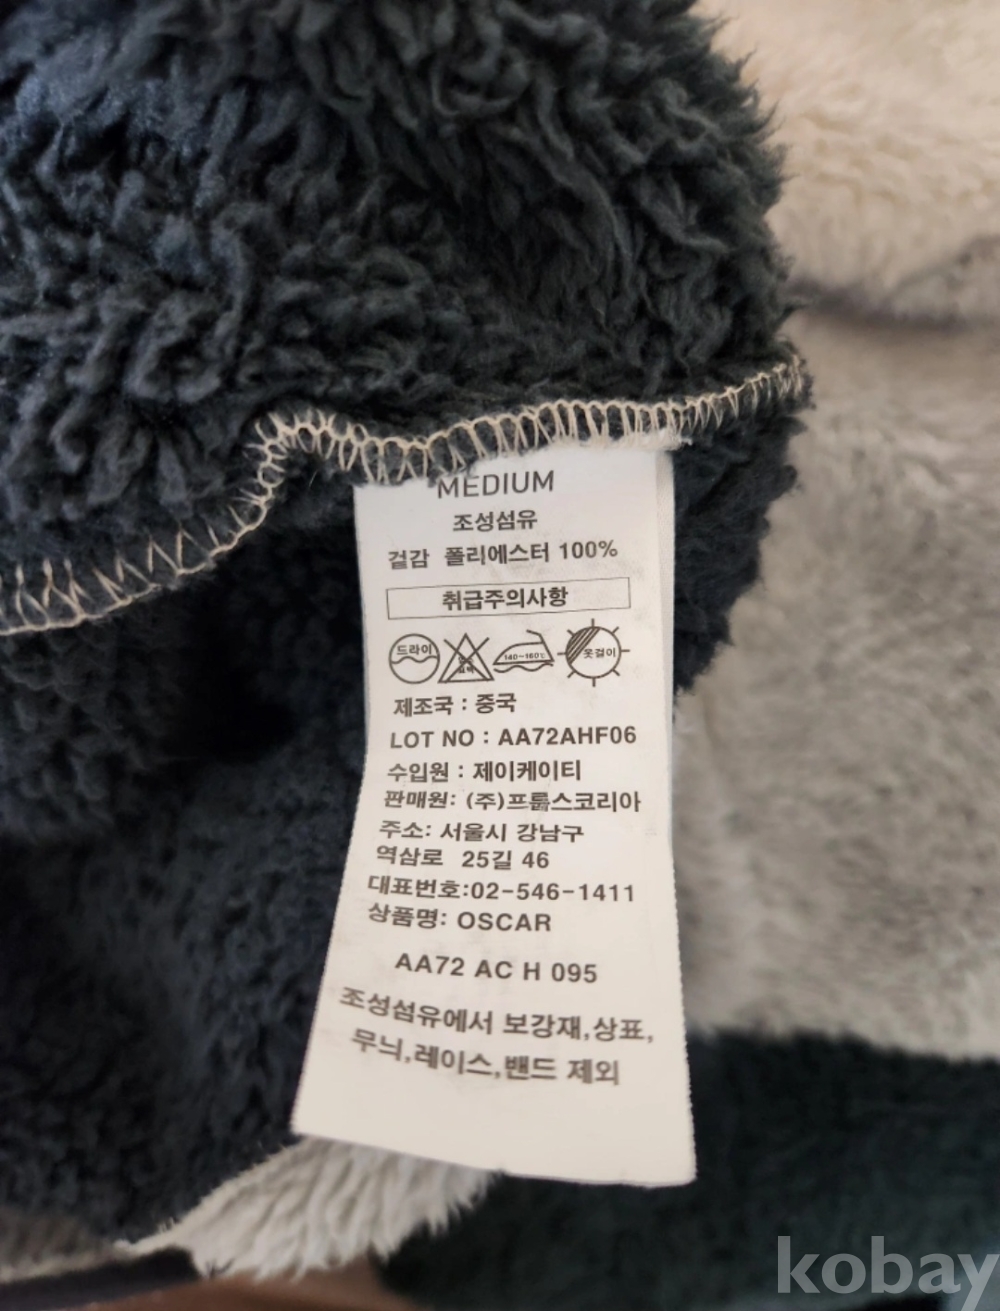 MEDIUM
조성섬유
겉감 폴리에스터 100%
취급주의사항
드라이
140~160℃
옷걸이
제조국 : 중국
LOT NO : AA72AHF06
수입원 : 제이케이티
판매원: (주)프룸스코리아
주소: 서울시 강남구
역삼로 25길 46
대표번호:02-546-1411
상품명: OSCAR
AA72 AC H 095
조성섬유에서 보강재,상표,
무늬,레이스,밴드 제외
kobay